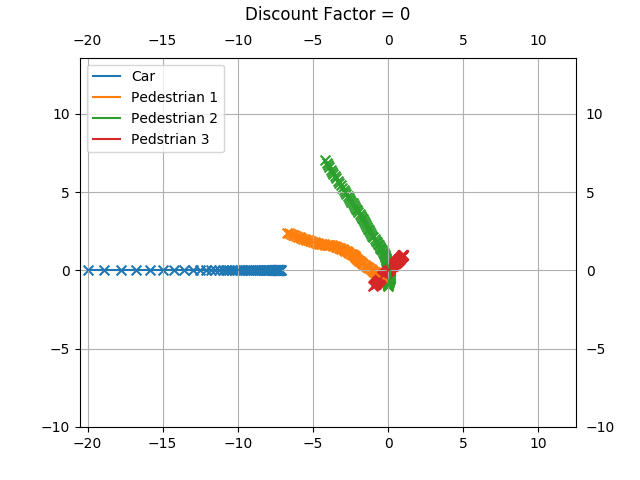 Discount Factor = 0
−20 −15 −10 −5 0 5 10
Car
Pedestrian 1
Pedestrian 2
Pedstrian 3
10 10
5 5
0 0
−5 −5
−10 −10
−20 −15 −10 −5 0 5 10